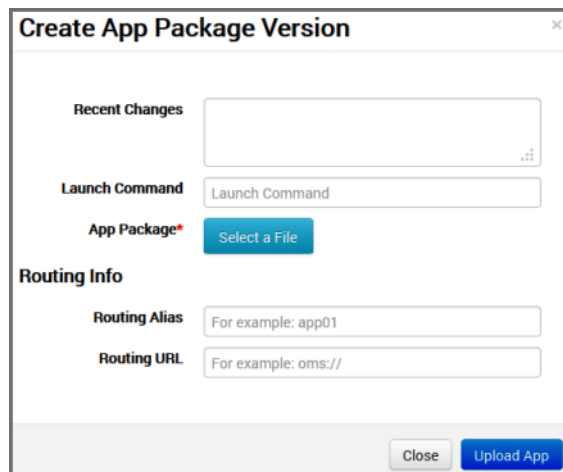 Create App Package Version ×
Recent Changes
Launch Command Launch Command
App Package* Select a File
Routing Info
Routing Alias For example: app01
Routing URL For example: oms://
Close Upload App